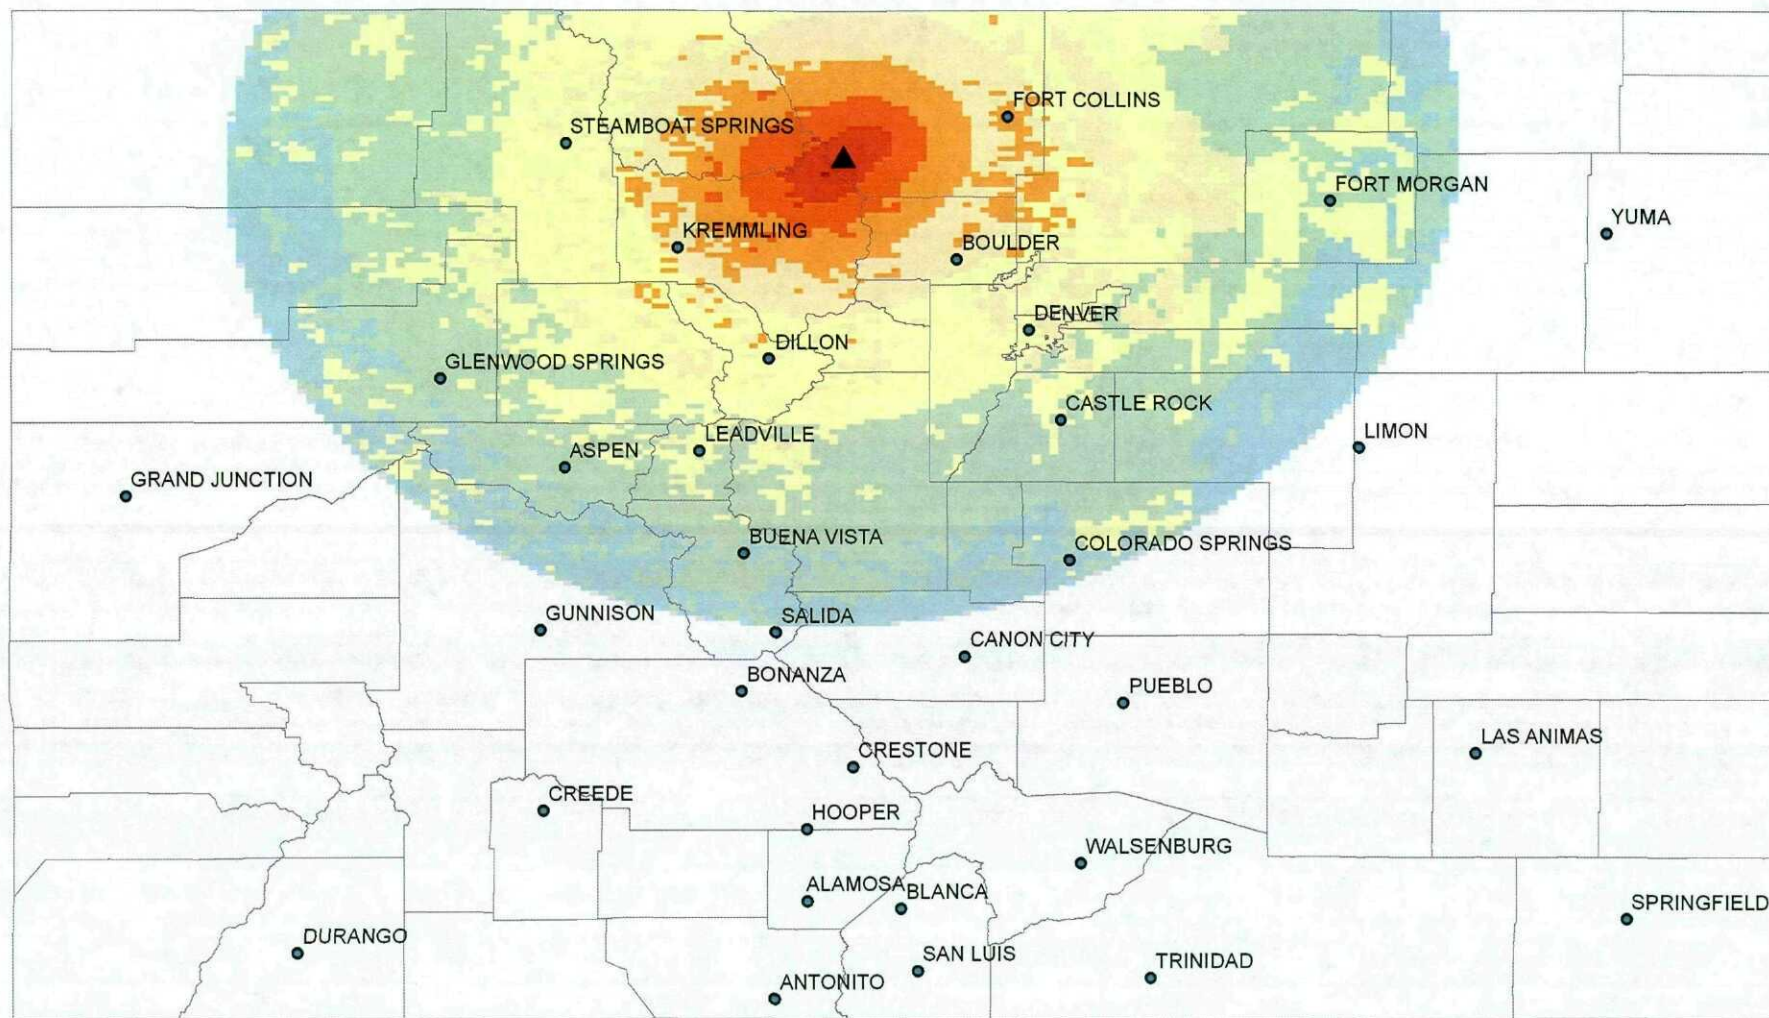 FORT COLLINS
STEAMBOAT SPRINGS
FORT MORGAN
YUMA
KREMMLING
BOULDER
DENVER
DILLON
GLENWOOD SPRINGS
CASTLE ROCK
LIMON
LEADVILLE
ASPEN
GRAND JUNCTION
BUENA VISTA
COLORADO SPRINGS
GUNNISON
SALIDA
CANON CITY
BONANZA
PUEBLO
LAS ANIMAS
CRESTONE
CREEDE
HOOPER
WALSENBURG
ALAMOSA
BLANCA
SPRINGFIELD
DURANGO
SAN LUIS
TRINIDAD
ANTONITO